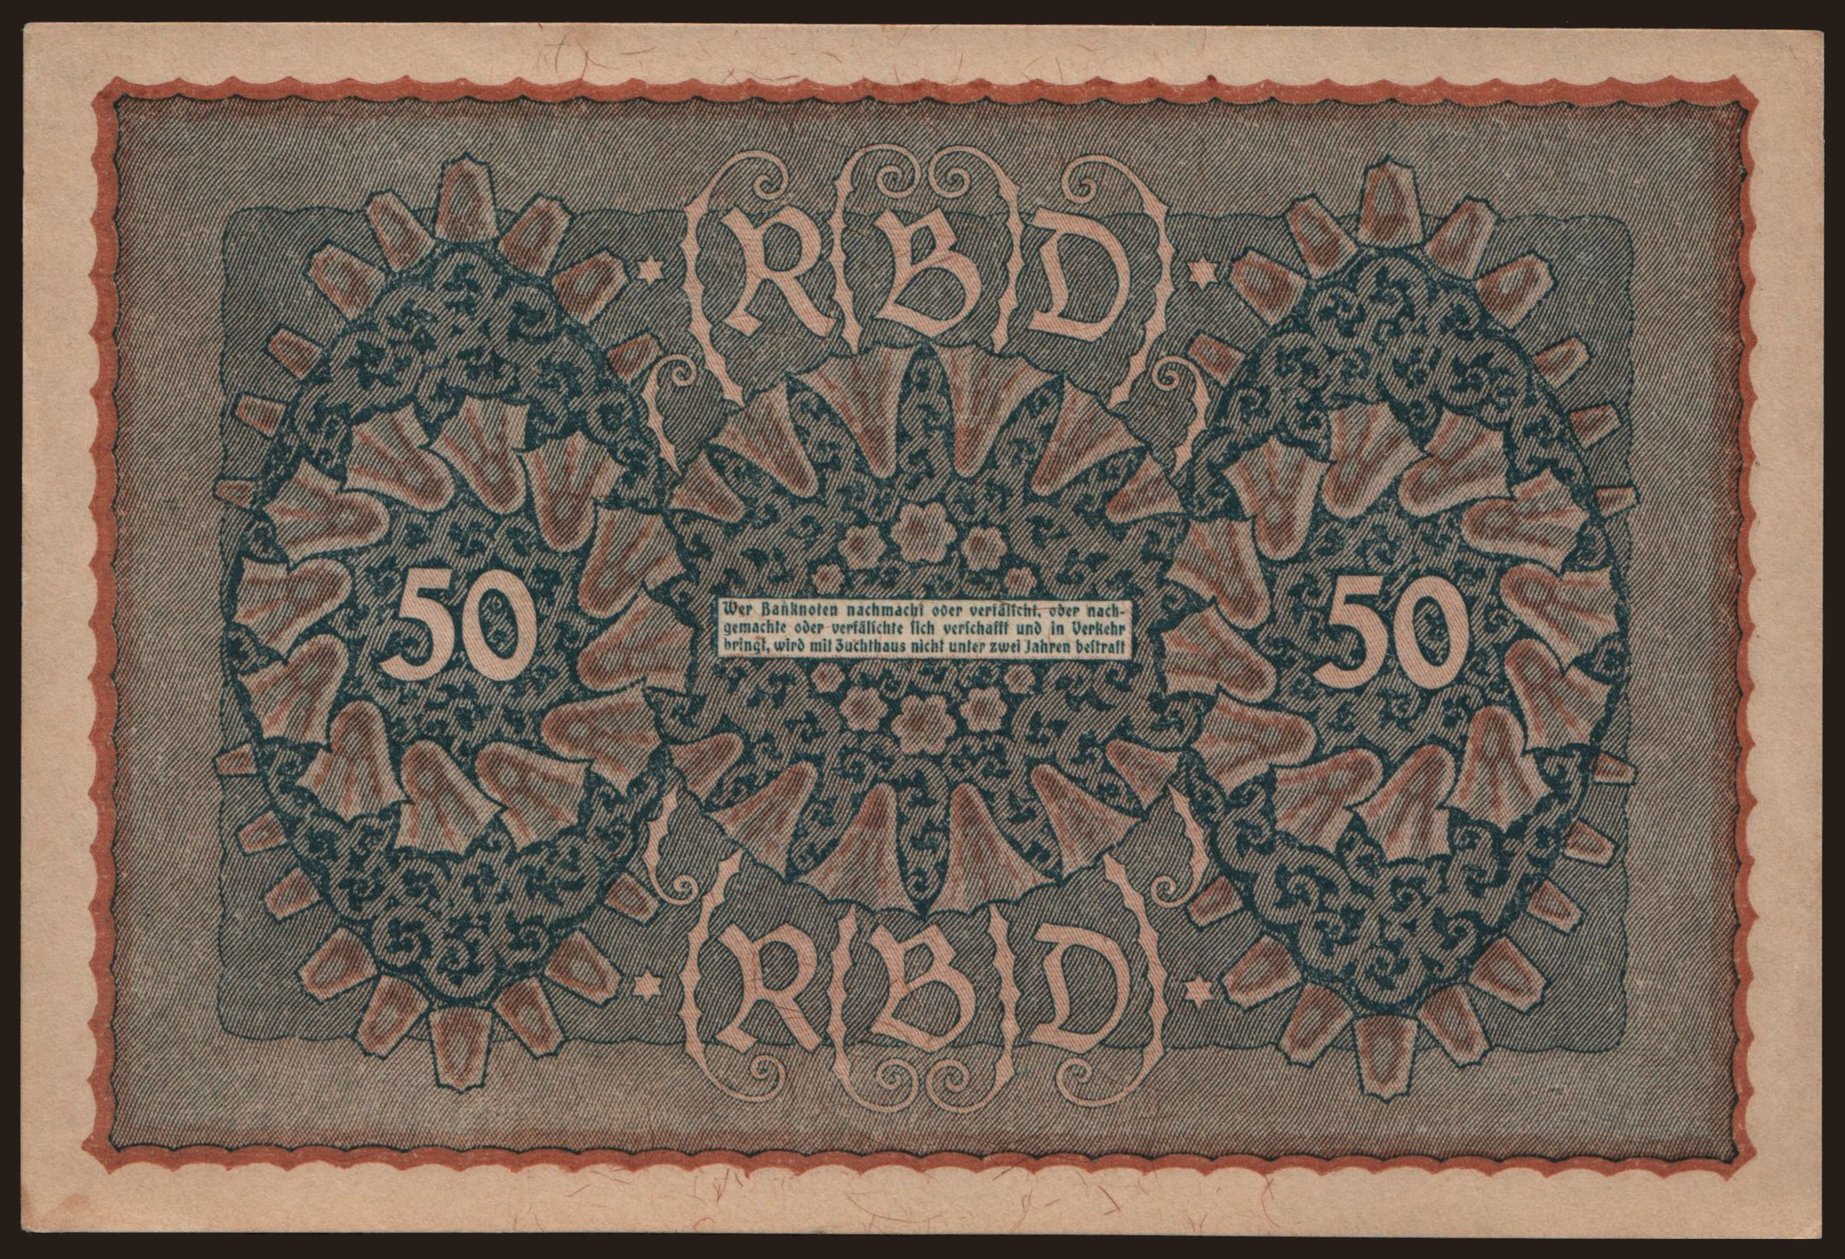 RBD
50
50
Wer Banknoten nachmacht oder verfälscht, oder nach-
gemachte oder verfälschte sich verschafft und in Verkehr
bringt, wird mit Zuchthaus nicht unter zwei Jahren bestraft
RBD